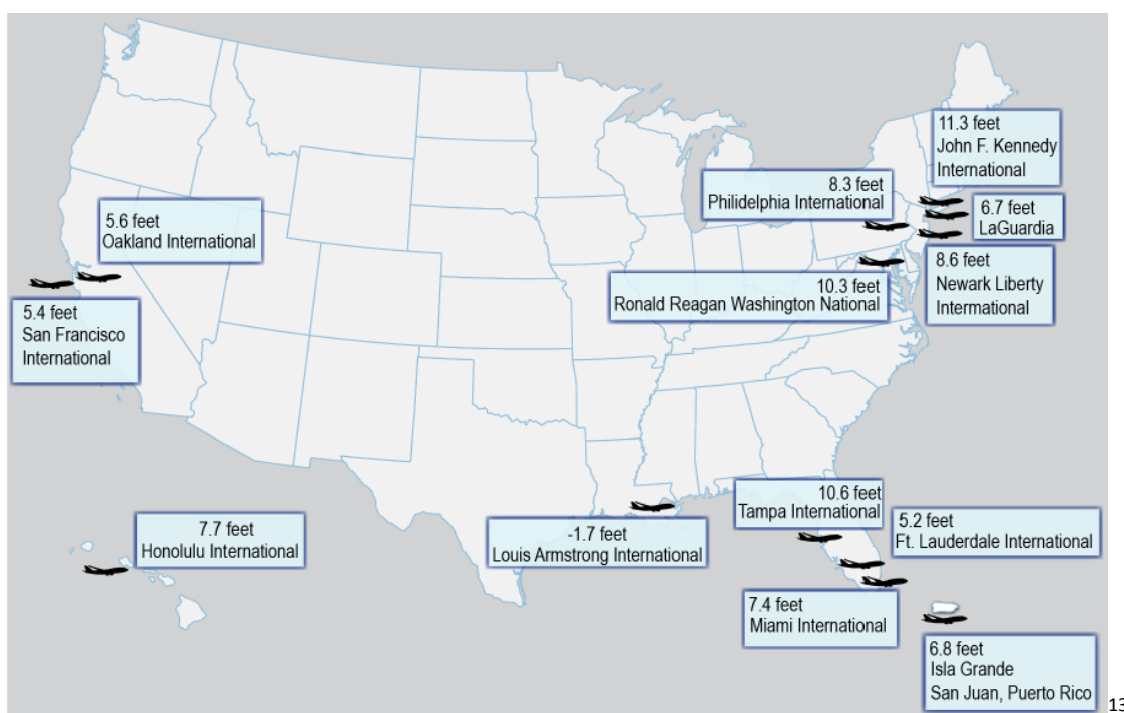 11.3 feet
John F. Kennedy
International
8.3 feet
Philidelphia International
6.7 feet
LaGuardia
5.6 feet
Oakland International
8.6 feet
Newark Liberty
Intermational
10.3 feet
Ronald Reagan Washington National
5.4 feet
San Francisco
International
10.6 feet
Tampa International
5.2 feet
Ft. Lauderdale International
7.7 feet
Honolulu International
-1.7 feet
Louis Armstrong International
7.4 feet
Miami International
6.8 feet
Isla Grande
San Juan, Puerto Rico
13